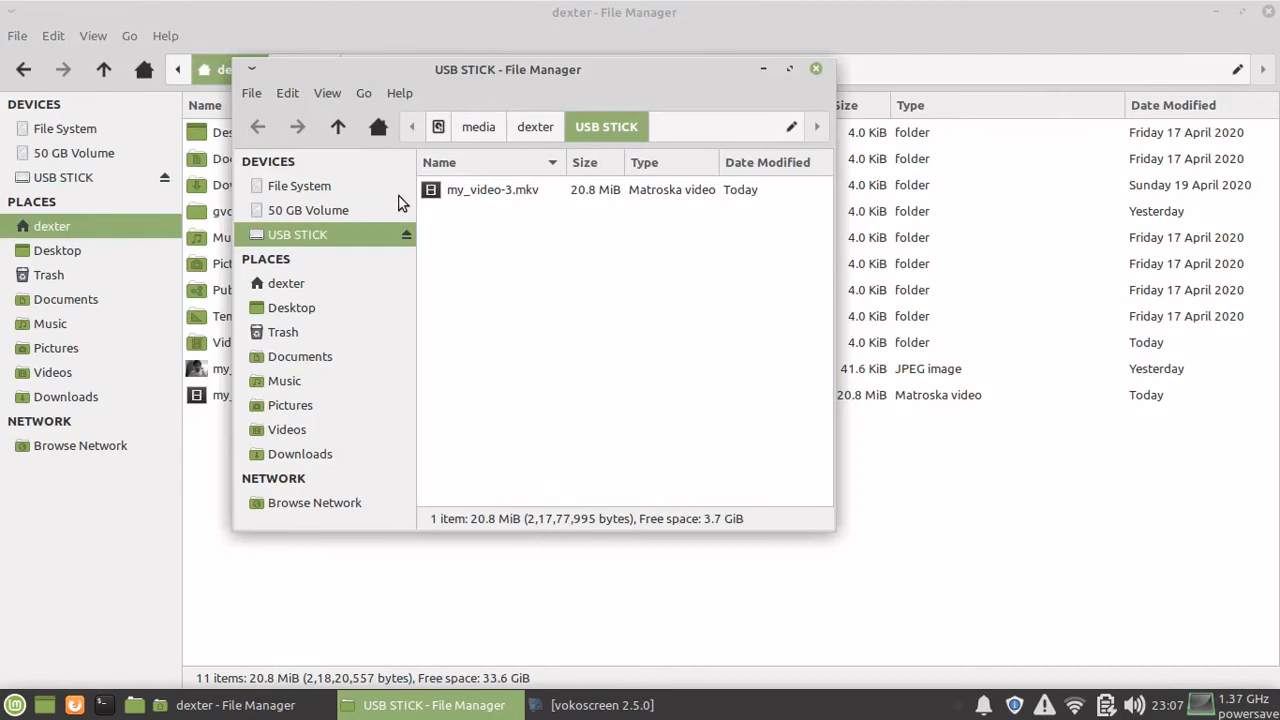 dexter - File Manager
File Edit View Go Help
DEVICES
File System
50 GB Volume
USB STICK
PLACES
dexter
Desktop
Trash
Documents
Music
Pictures
Videos
Downloads
NETWORK
Browse Network
Name
Size Type Date Modified
4.0 KiB folder Friday 17 April 2020
4.0 KiB folder Friday 17 April 2020
4.0 KiB folder Sunday 19 April 2020
4.0 KiB folder Yesterday
4.0 KiB folder Friday 17 April 2020
4.0 KiB folder Friday 17 April 2020
4.0 KiB folder Friday 17 April 2020
4.0 KiB folder Friday 17 April 2020
4.0 KiB folder Today
41.6 KiB JPEG image Yesterday
20.8 MiB Matroska video Today
11 items: 20.8 MiB (2,18,20,557 bytes), Free space: 33.6 GiB
USB STICK - File Manager
File Edit View Go Help
media dexter USB STICK
DEVICES
File System
50 GB Volume
USB STICK
PLACES
dexter
Desktop
Trash
Documents
Music
Pictures
Videos
Downloads
NETWORK
Browse Network
Name Size Type Date Modified
my_video-3.mkv 20.8 MiB Matroska video Today
1 item: 20.8 MiB (2,17,77,995 bytes), Free space: 3.7 GiB
dexter - File Manager USB STICK - File Manager [vokoscreen 2.5.0] 23:07 1.37 GHz
powersave